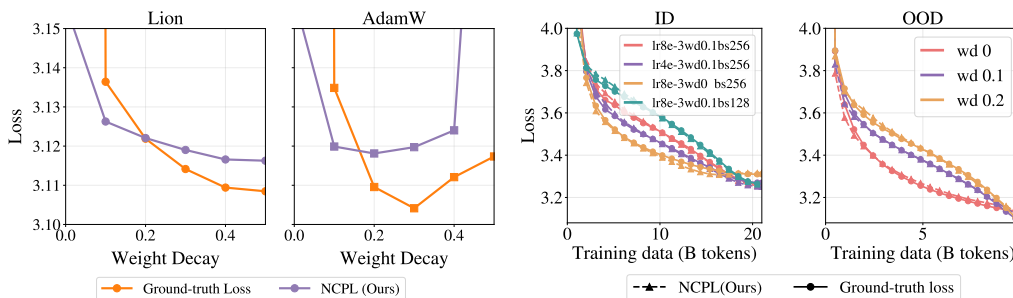 Lion
AdamW
ID
OOD
3.15
3.14
3.13
3.12
3.11
3.10
Loss
0.0
0.2
0.4
Weight Decay
0.0
0.2
0.4
Weight Decay
Ground-truth Loss
NCPL (Ours)
4.0
3.8
3.6
3.4
3.2
Loss
lr8e-3wd0.1bs256
lr4e-3wd0.1bs256
lr8e-3wd0 bs256
lr8e-3wd0.1bs128
0
10
20
Training data (B tokens)
4.0
3.8
3.6
3.4
3.2
wd 0
wd 0.1
wd 0.2
0
5
Training data (B tokens)
NCPL(Ours)
Ground-truth loss